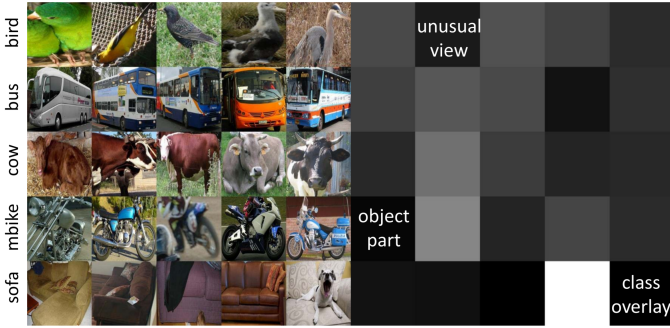 bird
unusual
view
bus
cow
mbike
object
part
sofa
class
overlay